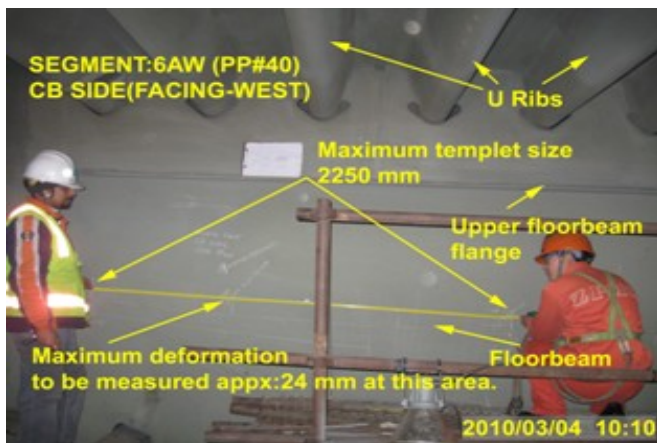 SEGMENT:6AW (PP#40)
CB SIDE(FACING-WEST)
U Ribs
Maximum templet size
2250 mm
Upper floorbeam
flange
Maximum deformation
to be measured appx:24 mm at this area.
Floorbeam
2010/03/04 10:10